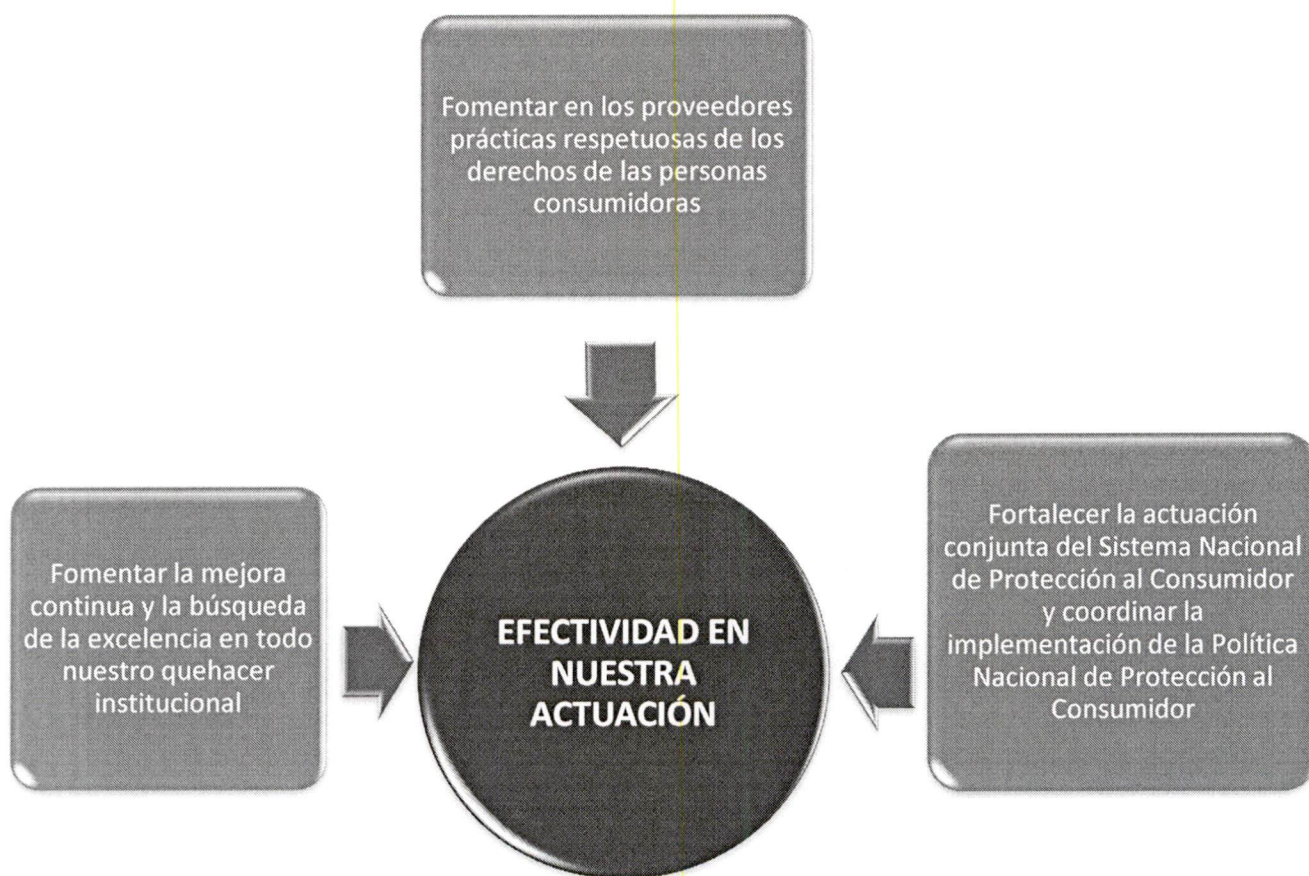 Fomentar en los proveedores
prácticas respetuosas de los
derechos de las personas
consumidoras
Fomentar la mejora
continua y la búsqueda
de la excelencia en todo
nuestro quehacer
institucional
EFECTIVIDAD EN
NUESTRA
ACTUACIÓN
Fortalecer la actuación
conjunta del Sistema Nacional
de Protección al Consumidor
y coordinar la
implementación de la Política
Nacional de Protección al
Consumidor